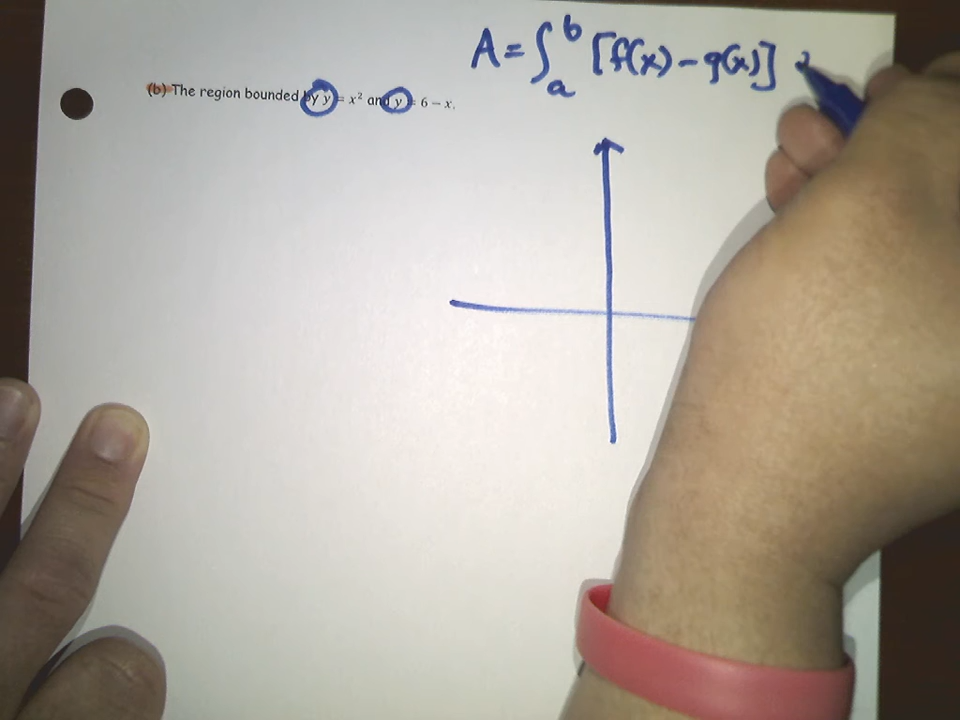 A = ∫ₐᵇ [f(x) − g(x)]
(b) The region bounded by y = x² and y = 6 − x.